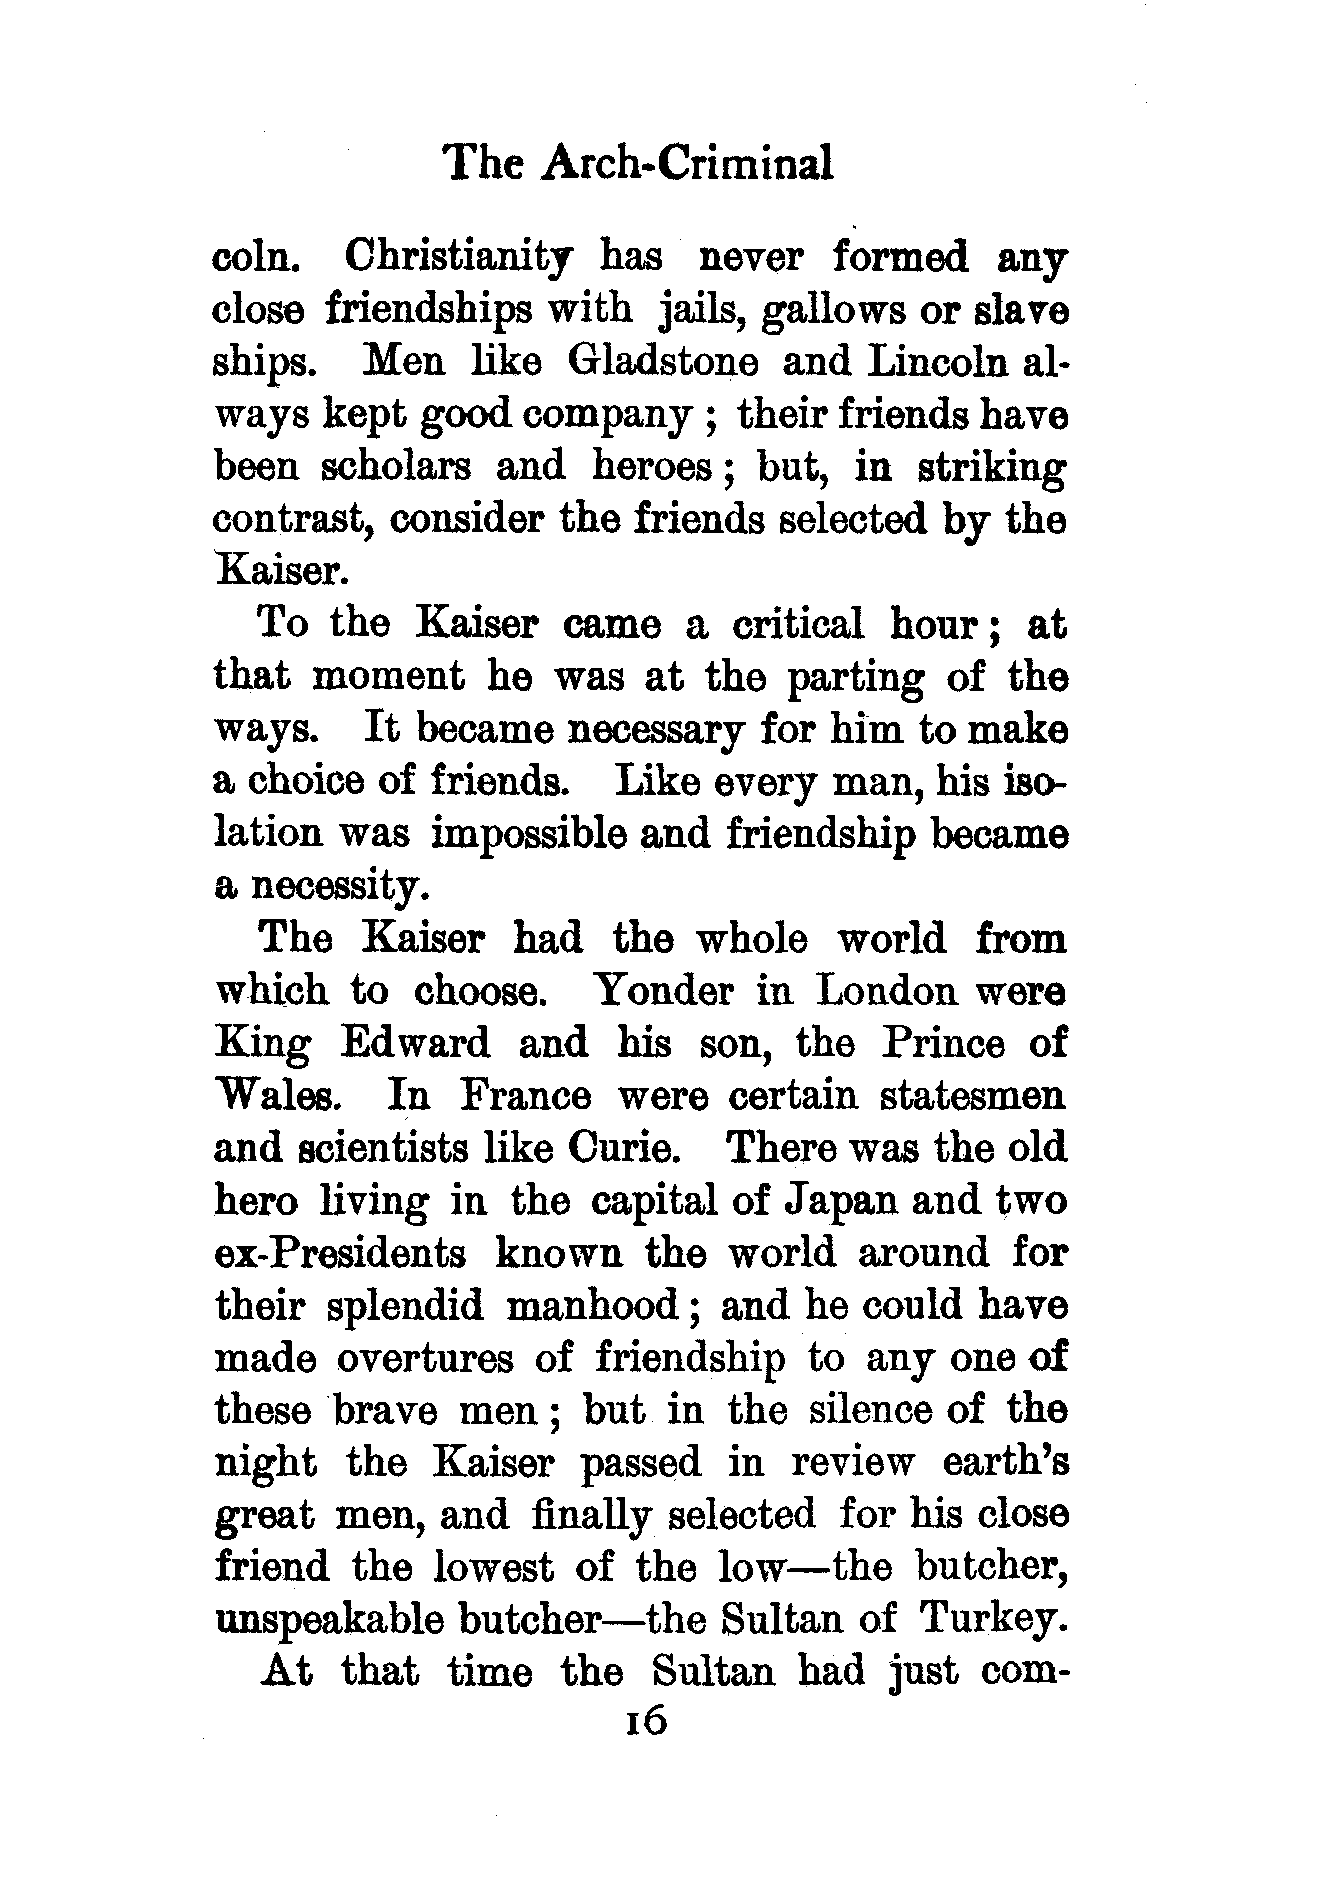 The Arch-Criminal
coln. Christianity has never formed any
close friendships with jails, gallows or slave
ships. Men like Gladstone and Lincoln al-
ways kept good company ; their friends have
been scholars and heroes ; but, in striking
contrast, consider the friends selected by the
Kaiser.
To the Kaiser came a critical hour ; at
that moment he was at the parting of the
ways. It became necessary for him to make
a choice of friends. Like every man, his iso-
lation was impossible and friendship became
a necessity.
The Kaiser had the whole world from
which to choose. Yonder in London were
King Edward and his son, the Prince of
Wales. In France were certain statesmen
and scientists like Curie. There was the old
hero living in the capital of Japan and two
ex-Presidents known the world around for
their splendid manhood ; and he could have
made overtures of friendship to any one of
these brave men ; but in the silence of the
night the Kaiser passed in review earth's
great men, and finally selected for his close
friend the lowest of the low—the butcher,
unspeakable butcher—the Sultan of Turkey.
At that time the Sultan had just com-
16